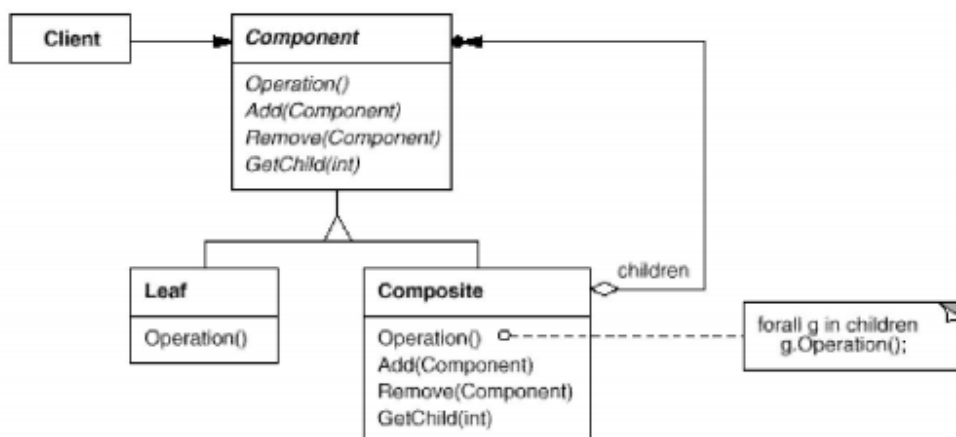 Client
Component
Operation()
Add(Component)
Remove(Component)
GetChild(int)
Leaf
Operation()
Composite
Operation()
Add(Component)
Remove(Component)
GetChild(int)
children
forall g in children
g.Operation();